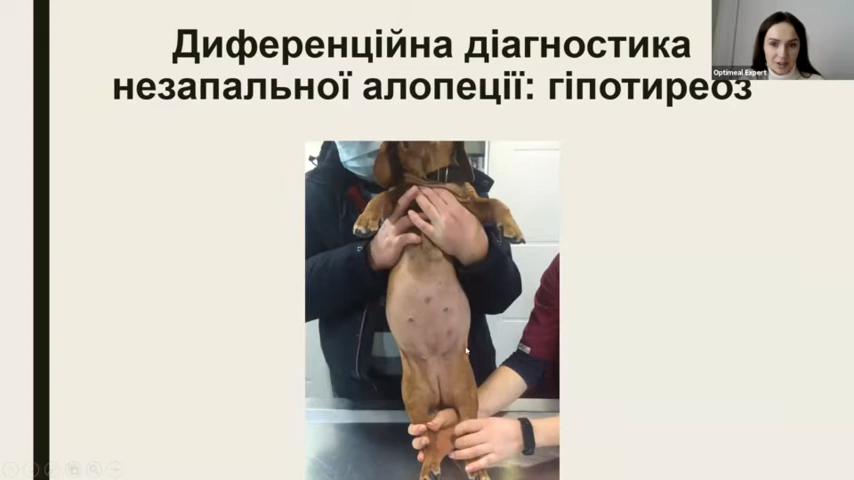 Диференційна діагностика
незапальної алопеції: гіпотиреоз
Optimeal Expert